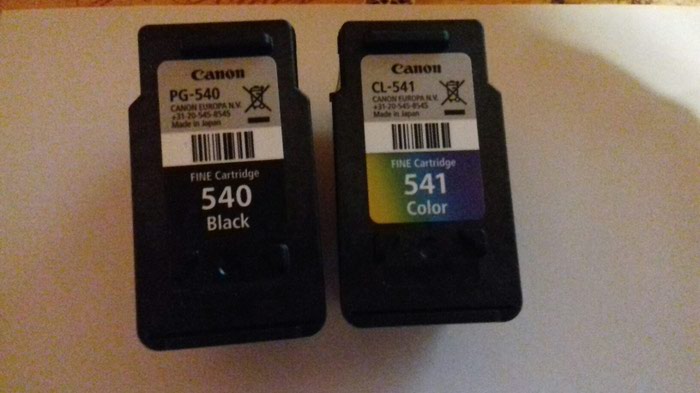 Canon
PG-540
CANON EUROPA N.V.
+31-20-545-8545
Made in Japan
FINE Cartridge
540
Black
Canon
CL-541
CANON EUROPA N.V.
+31-20-545-8545
Made in Japan
FINE Cartridge
541
Color